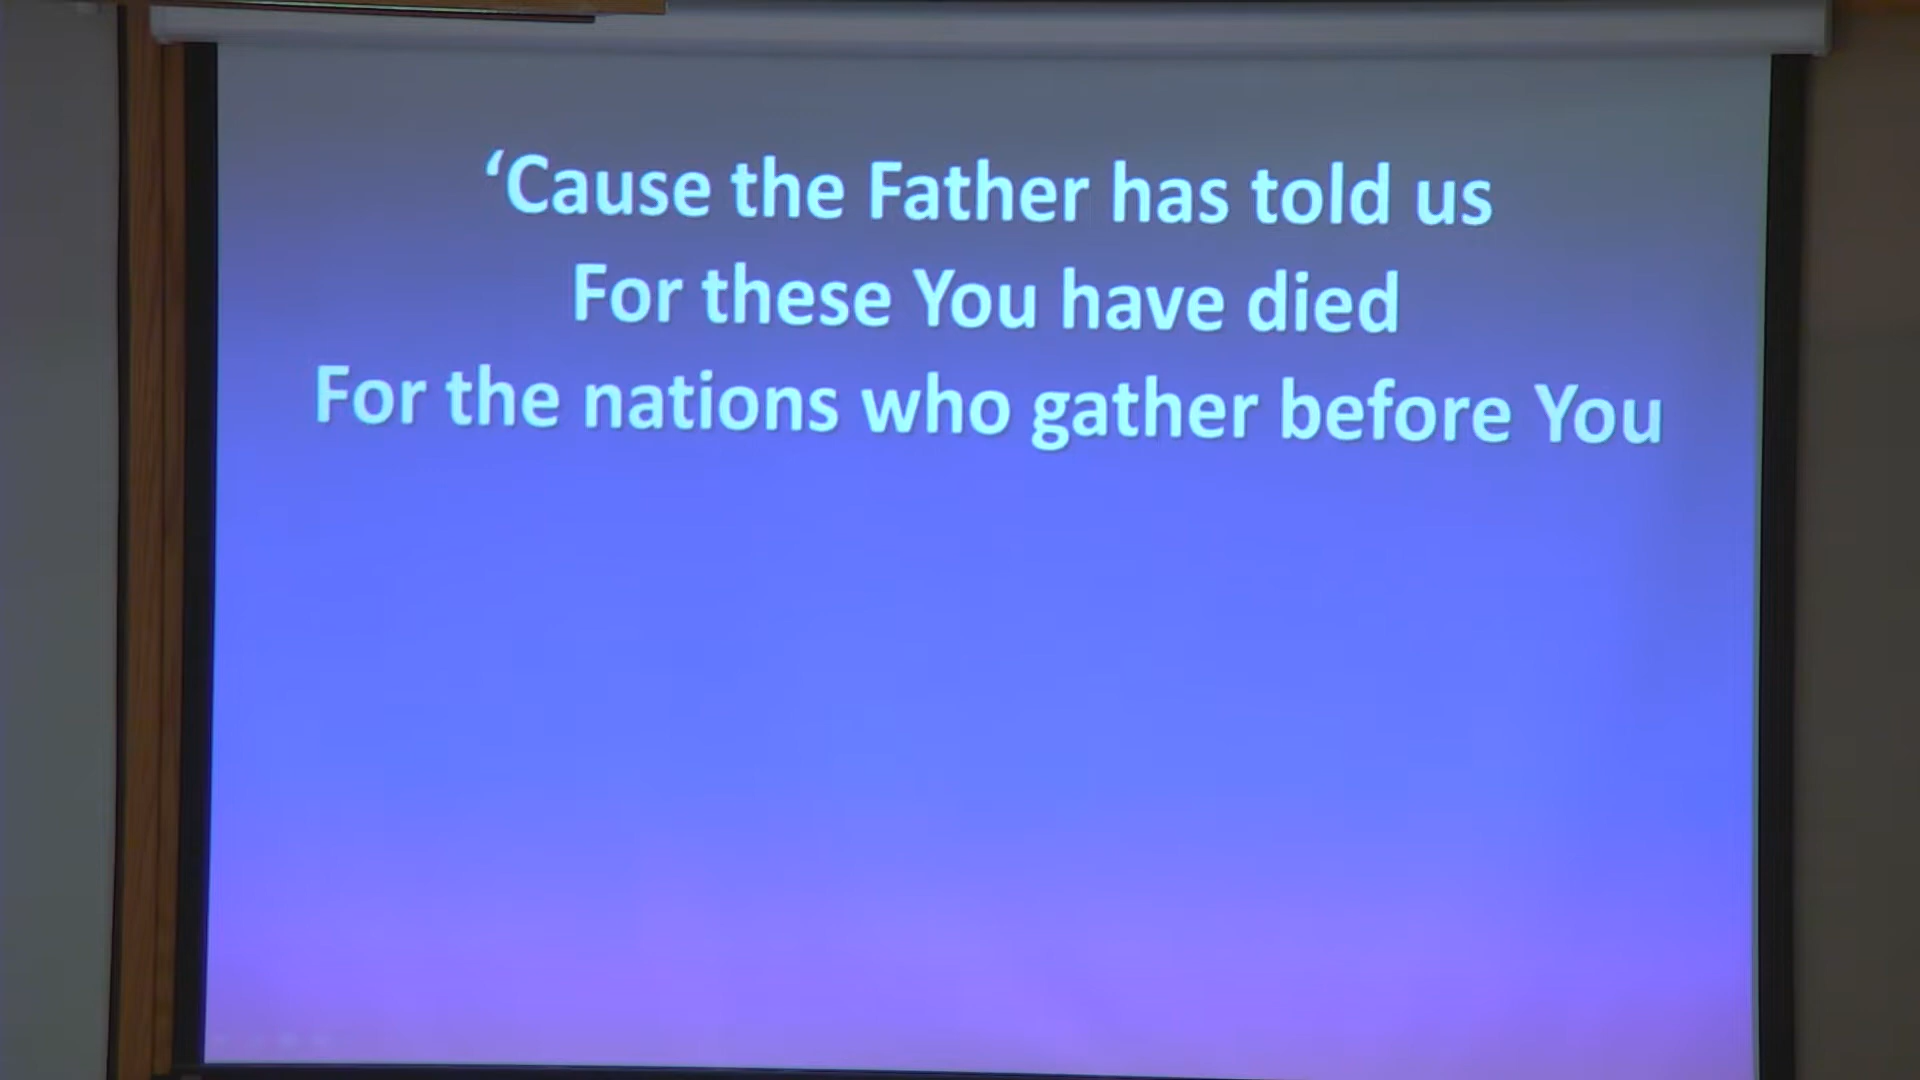 ‘Cause the Father has told us
For these You have died
For the nations who gather before You